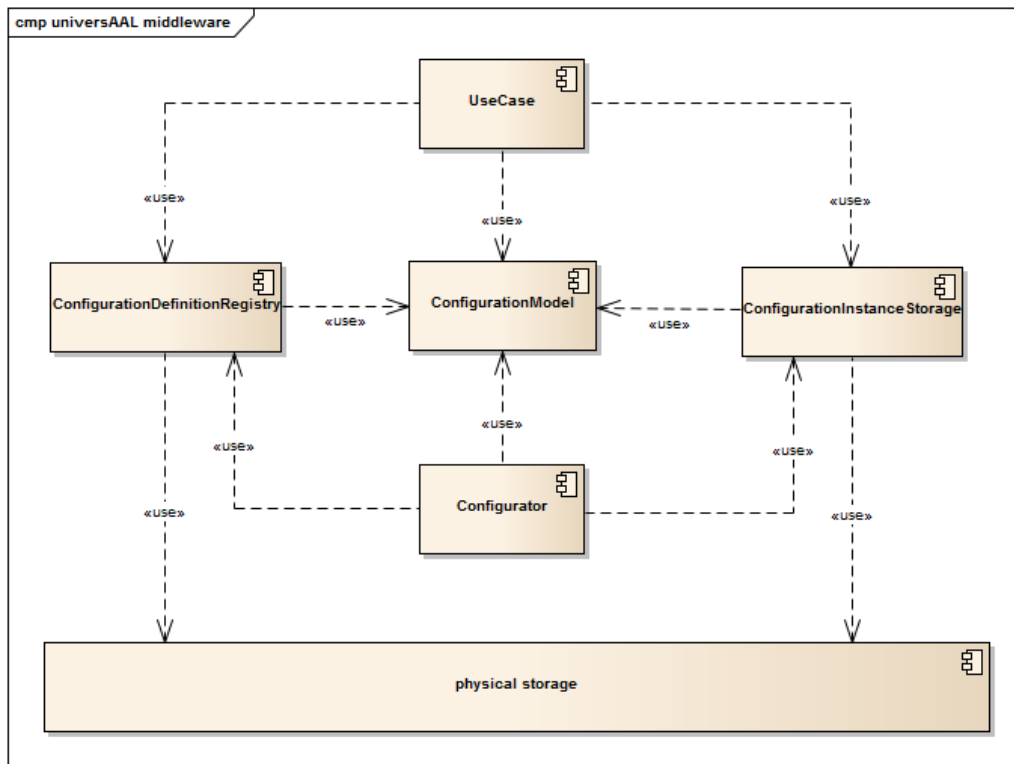 cmp universAAL middleware
UseCase
«use»
«use»
«use»
ConfigurationDefinitionRegistry
ConfigurationModel
ConfigurationInstanceStorage
«use»
«use»
«use»
«use»
«use»
Configurator
«use»
«use»
physical storage